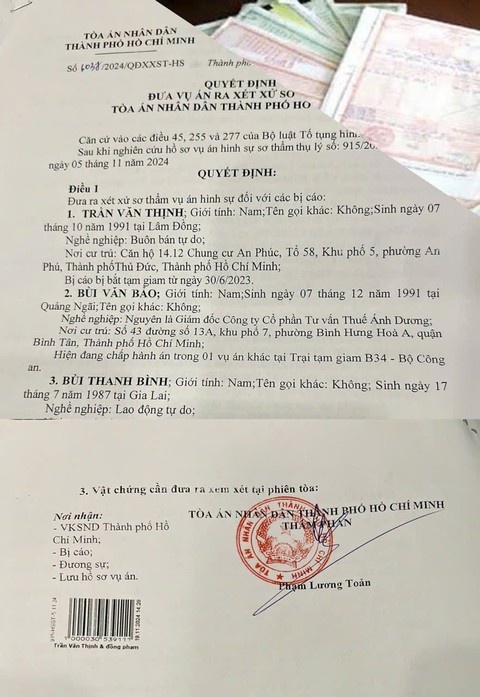 TÒA ÁN NHÂN DÂN
THÀNH PHỐ HỒ CHÍ MINH
Số /2024/QĐXXST-HS
Thành
QUYẾT ĐỊNH
ĐƯA VỤ ÁN RA XÉT XỬ SƠ
TÒA ÁN NHÂN DÂN THÀNH PHỐ HỒ
Căn cứ vào các điều 45, 255 và 277 của Bộ luật Tố tụng hình
Sau khi nghiên cứu hồ sơ vụ án hình sự sơ thẩm thụ lý số: 915/20
ngày 05 tháng 11 năm 2024
QUYẾT ĐỊNH:
Điều 1
Đưa ra xét xử sơ thẩm vụ án hình sự đối với các bị cáo:
1. TRẦN VĂN THỊNH; Giới tính: Nam;Tên gọi khác: Không;Sinh ngày 07
tháng 10 năm 1991 tại Lâm Đồng;
Nghề nghiệp: Buôn bán tự do;
Nơi cư trú: Căn hộ 14.12 Chung cư An Phúc, Tổ 58, Khu phố 5, phường An
Phú, Thành phốThủ Đức, Thành phố Hồ Chí Minh;
Bị cáo bị bắt tạm giam từ ngày 30/6/2023.
2. BÙI VĂN BẢO; Giới tính: Nam;Sinh ngày 07 tháng 12 năm 1991 tại
Quảng Ngãi;Tên gọi khác: Không;
Nghề nghiệp: Nguyên là Giám đốc Công ty Cổ phần Tư vấn Thuế Ánh Dương;
Nơi cư trú: Số 43 đường số 13A, khu phố 7, phường Bình Hưng Hoà A, quận
Bình Tân, Thành phố Hồ Chí Minh;
Hiện đang chấp hành án trong 01 vụ án khác tại Trại tạm giam B34 - Bộ Công
an.
3. BÙI THANH BÌNH; Giới tính: Nam;Tên gọi khác: Không; Sinh ngày 17
tháng 7 năm 1987 tại Gia Lai;
Nghề nghiệp: Lao động tự do;
3. Vật chứng cần đưa ra xem xét tại phiên tòa:
Nơi nhận:
- VKSND Thành phố Hồ
Chí Minh;
- Bị cáo;
- Đương sự;
- Lưu hồ sơ vụ án.
TÒA ÁN NHÂN DÂN THÀNH PHỐ HỒ CHÍ MINH
THẨM PHÁN
Phạm Lương Toản
19.11.2024 14:20
Trần Văn Thịnh & đồng phạm